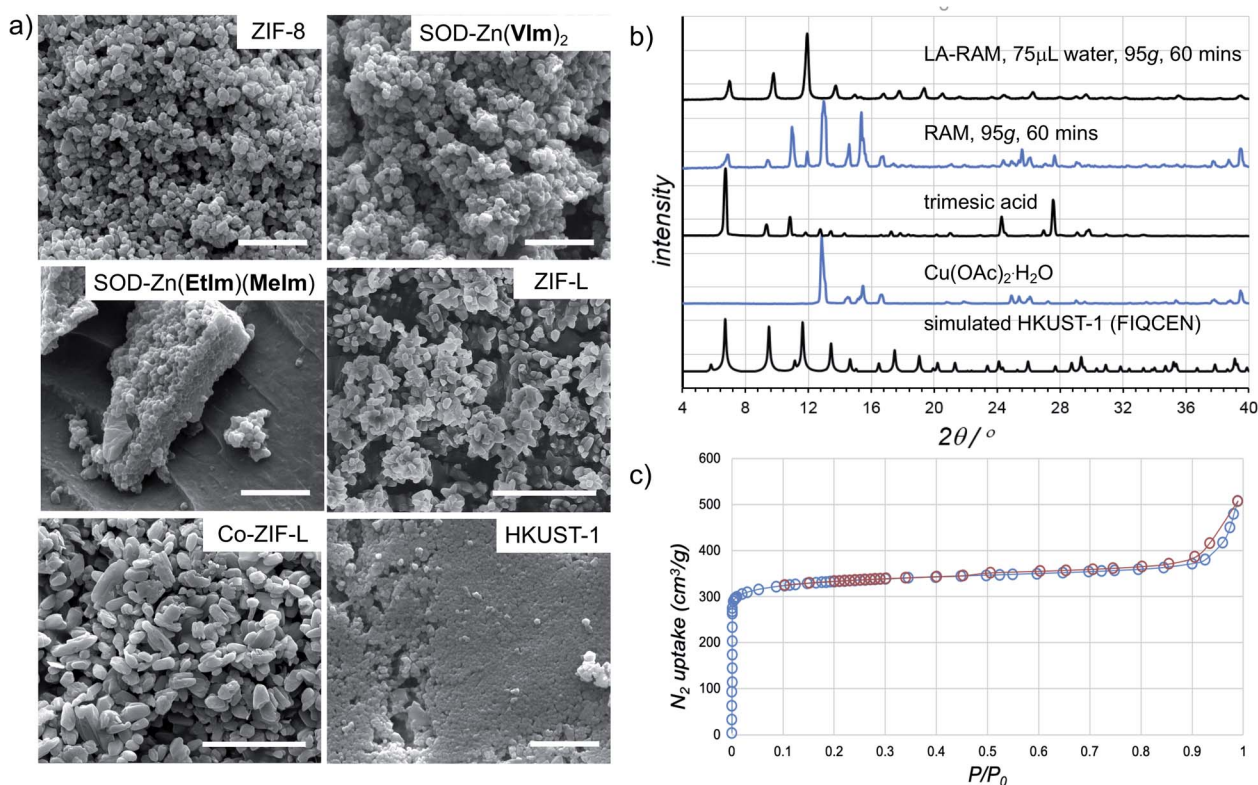 a)
ZIF-8
SOD-Zn(VIm)₂
SOD-Zn(EtIm)(MeIm)
ZIF-L
Co-ZIF-L
HKUST-1
b)
LA-RAM, 75μL water, 95g, 60 mins
RAM, 95g, 60 mins
trimesic acid
Cu(OAc)₂·H₂O
simulated HKUST-1 (FIQCEN)
intensity
4 8 12 16 20 24 28 32 36 40
2θ/°
c)
600
500
400
300
200
100
0
N₂ uptake (cm³/g)
0 0.1 0.2 0.3 0.4 0.5 0.6 0.7 0.8 0.9 1
P/P₀